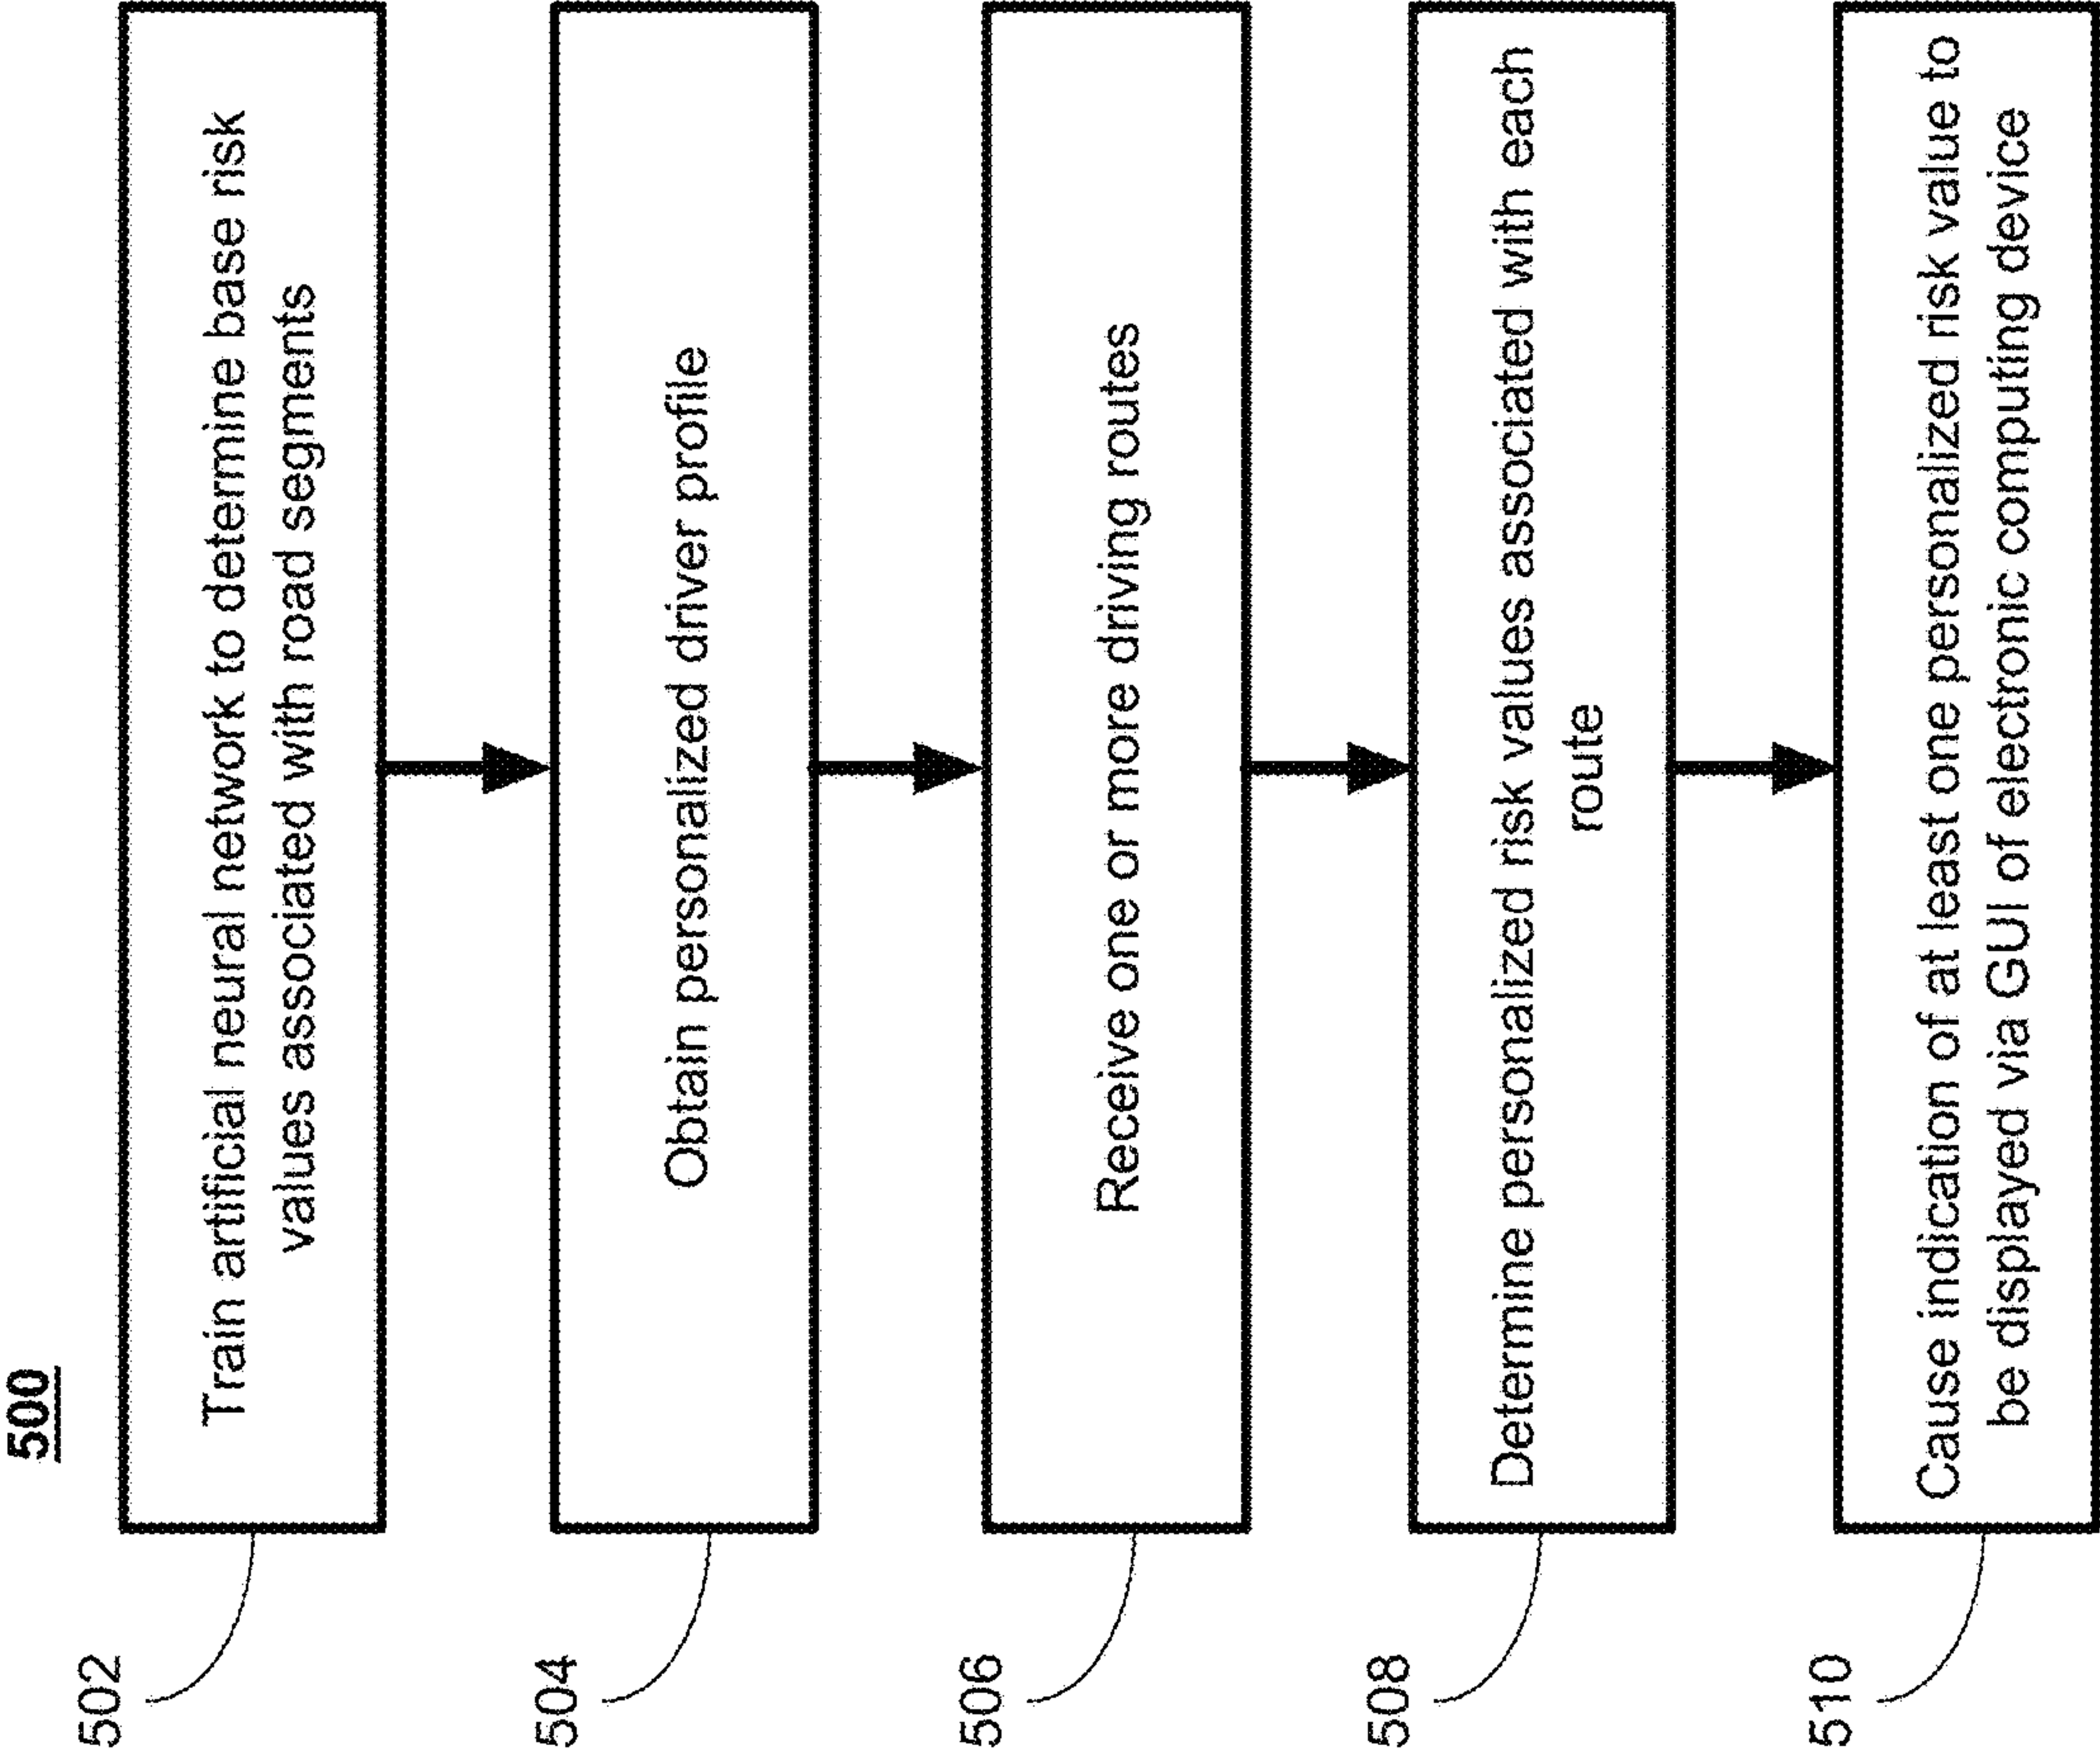 500
502
Train artificial neural network to determine base risk
values associated with road segments
504
Obtain personalized driver profile
506
Receive one or more driving routes
508
Determine personalized risk values associated with each
route
510
Cause indication of at least one personalized risk value to
be displayed via GUI of electronic computing device